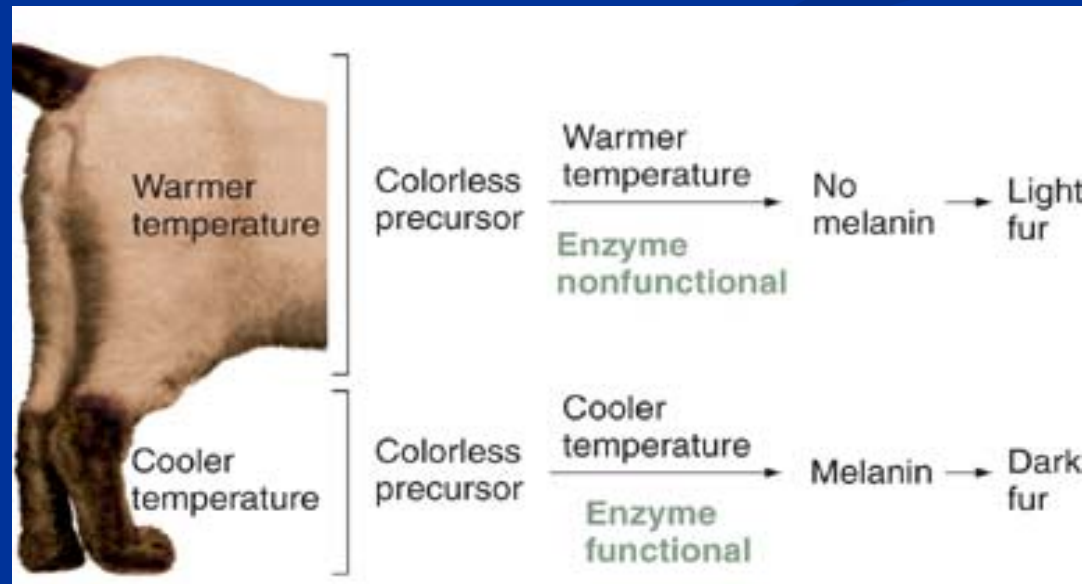 Warmer
temperature
Colorless
precursor
Warmer
temperature
Enzyme
nonfunctional
No
melanin
Light
fur
Cooler
temperature
Colorless
precursor
Cooler
temperature
Enzyme
functional
Melanin
Dark
fur